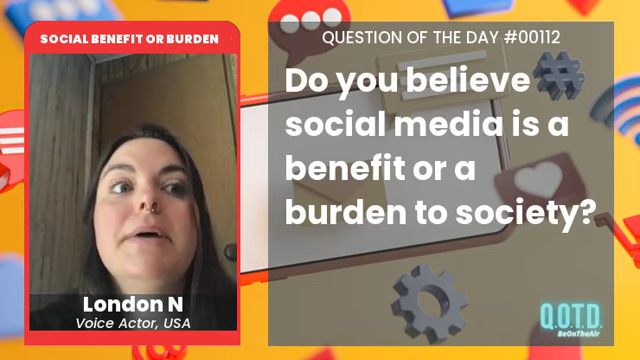 SOCIAL BENEFIT OR BURDEN
QUESTION OF THE DAY #00112
Do you believe
social media is a
benefit or a
burden to society?
London N
Voice Actor, USA
Q.O.T.D.
BeOnTheAir